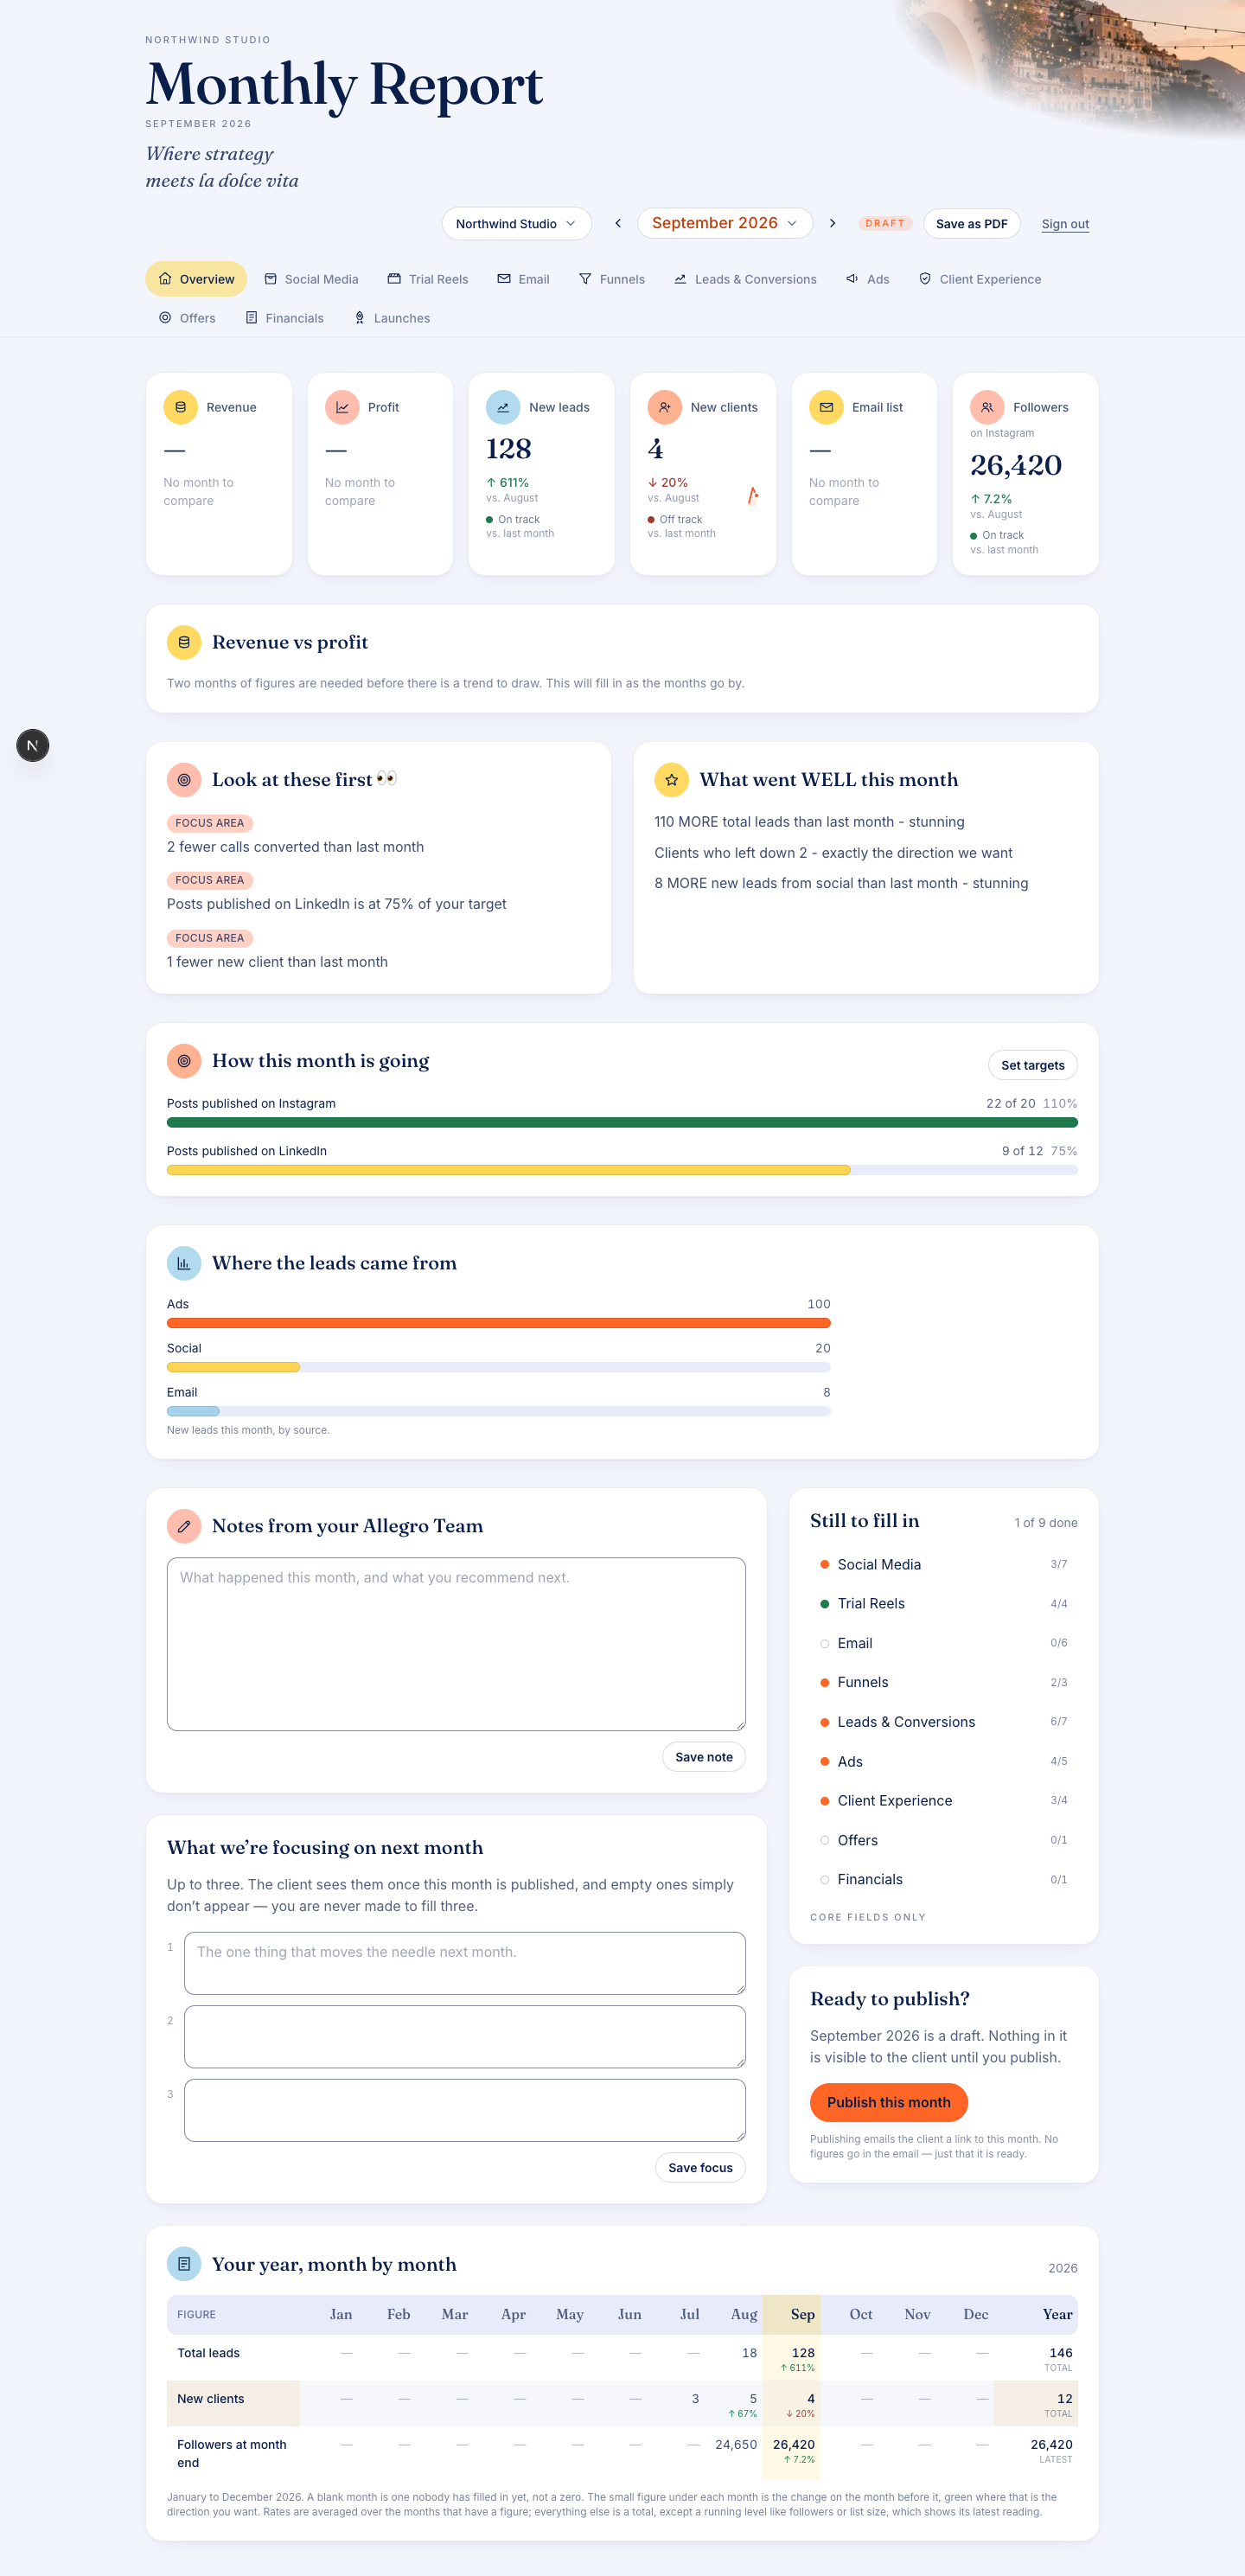 NORTHWIND STUDIO
Monthly Report
SEPTEMBER 2026
Where strategy
meets la dolce vita
Northwind Studio
September 2026
DRAFT
Save as PDF
Sign out
Overview
Social Media
Trial Reels
Email
Funnels
Leads & Conversions
Ads
Client Experience
Offers
Financials
Launches
Revenue
—
No month to
compare
Profit
—
No month to
compare
New leads
128
↑ 611%
vs. August
On track
vs. last month
New clients
4
↓ 20%
vs. August
Off track
vs. last month
Email list
—
No month to
compare
Followers
on Instagram
26,420
↑ 7.2%
vs. August
On track
vs. last month
Revenue vs profit
Two months of figures are needed before there is a trend to draw. This will fill in as the months go by.
N
Look at these first 👀
FOCUS AREA
2 fewer calls converted than last month
FOCUS AREA
Posts published on LinkedIn is at 75% of your target
FOCUS AREA
1 fewer new client than last month
What went WELL this month
110 MORE total leads than last month - stunning
Clients who left down 2 - exactly the direction we want
8 MORE new leads from social than last month - stunning
How this month is going
Set targets
Posts published on Instagram 22 of 20 110%
Posts published on LinkedIn 9 of 12 75%
Where the leads came from
Ads 100
Social 20
Email 8
New leads this month, by source.
Notes from your Allegro Team
What happened this month, and what you recommend next.
Save note
What we’re focusing on next month
Up to three. The client sees them once this month is published, and empty ones simply
don’t appear — you are never made to fill three.
1 The one thing that moves the needle next month.
2
3
Save focus
Still to fill in 1 of 9 done
Social Media 3/7
Trial Reels 4/4
Email 0/6
Funnels 2/3
Leads & Conversions 6/7
Ads 4/5
Client Experience 3/4
Offers 0/1
Financials 0/1
CORE FIELDS ONLY
Ready to publish?
September 2026 is a draft. Nothing in it
is visible to the client until you publish.
Publish this month
Publishing emails the client a link to this month. No
figures go in the email — just that it is ready.
Your year, month by month 2026
FIGURE Jan Feb Mar Apr May Jun Jul Aug Sep Oct Nov Dec Year
Total leads — — — — — — — 18 128 — — — 146
↑ 611% TOTAL
New clients — — — — — — 3 5 4 — — — 12
↑ 67% ↓ 20% TOTAL
Followers at month — — — — — — — 24,650 26,420 — — — 26,420
end ↑ 7.2% LATEST
January to December 2026. A blank month is one nobody has filled in yet, not a zero. The small figure under each month is the change on the month before it, green where that is the
direction you want. Rates are averaged over the months that have a figure; everything else is a total, except a running level like followers or list size, which shows its latest reading.